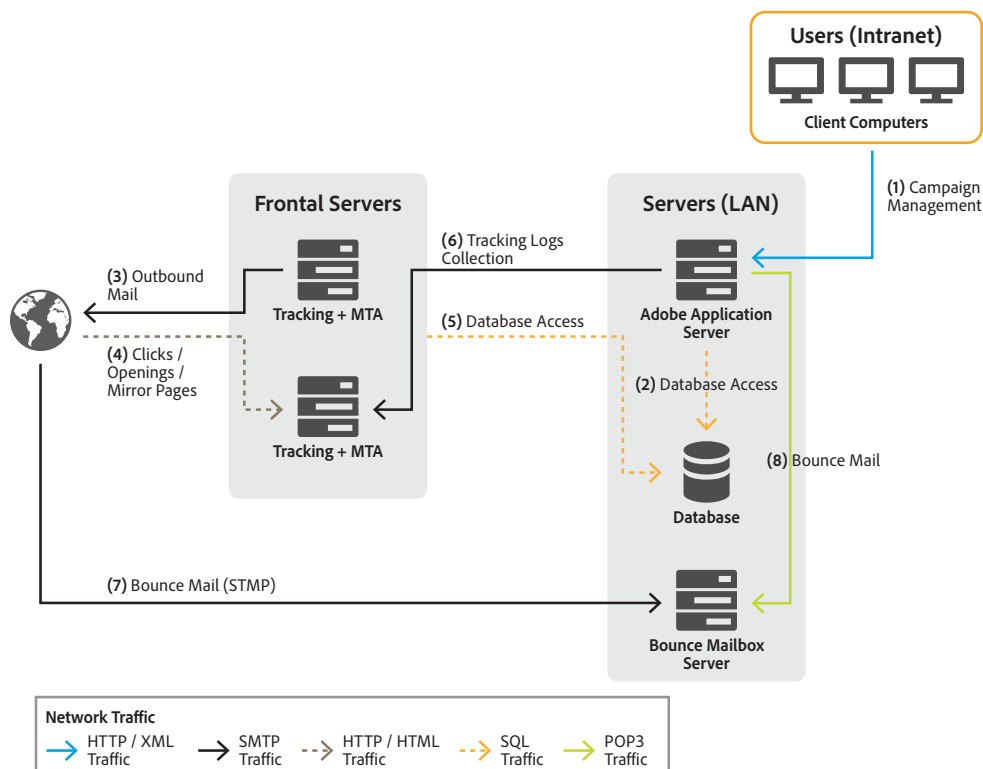 Users (Intranet)
Client Computers
(1) Campaign
Management
Frontal Servers
Servers (LAN)
(6) Tracking Logs
Collection
(3) Outbound
Mail
Tracking + MTA
Adobe Application
Server
(5) Database Access
(4) Clicks /
Openings /
Mirror Pages
(2) Database Access
Tracking + MTA
(8) Bounce Mail
Database
(7) Bounce Mail (STMP)
Bounce Mailbox
Server
Network Traffic
HTTP / XML
Traffic
SMTP
Traffic
HTTP / HTML
Traffic
SQL
Traffic
POP3
Traffic